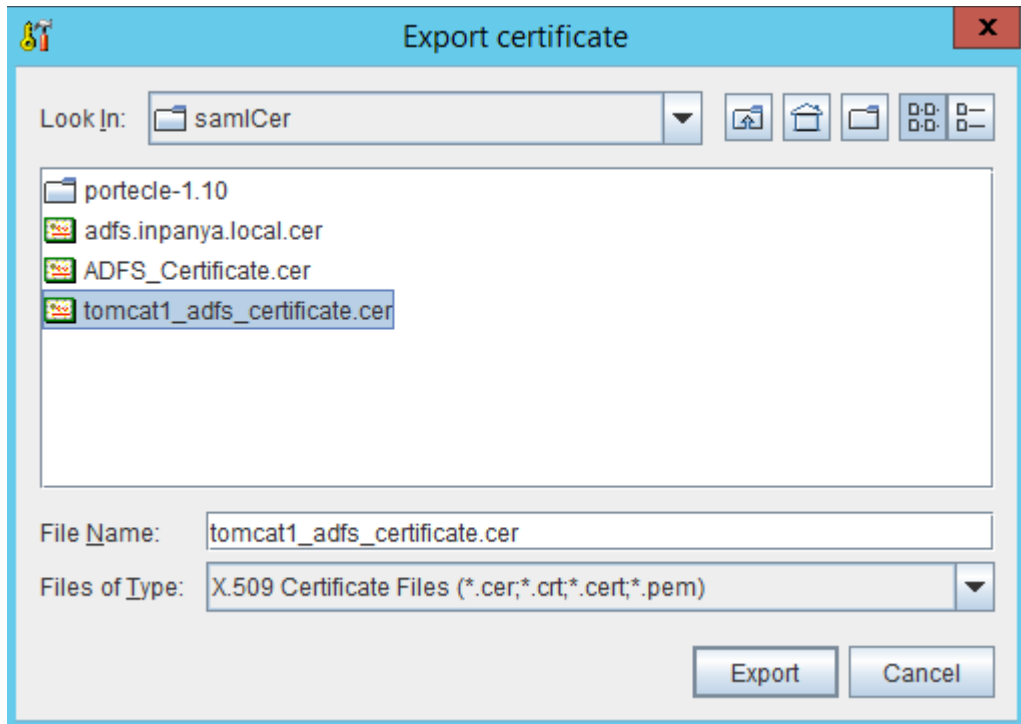 Export certificate
Look In: samlCer
portecle-1.10
adfs.inpanya.local.cer
ADFS_Certificate.cer
tomcat1_adfs_certificate.cer
File Name: tomcat1_adfs_certificate.cer
Files of Type: X.509 Certificate Files (*.cer;*.crt;*.cert;*.pem)
Export Cancel